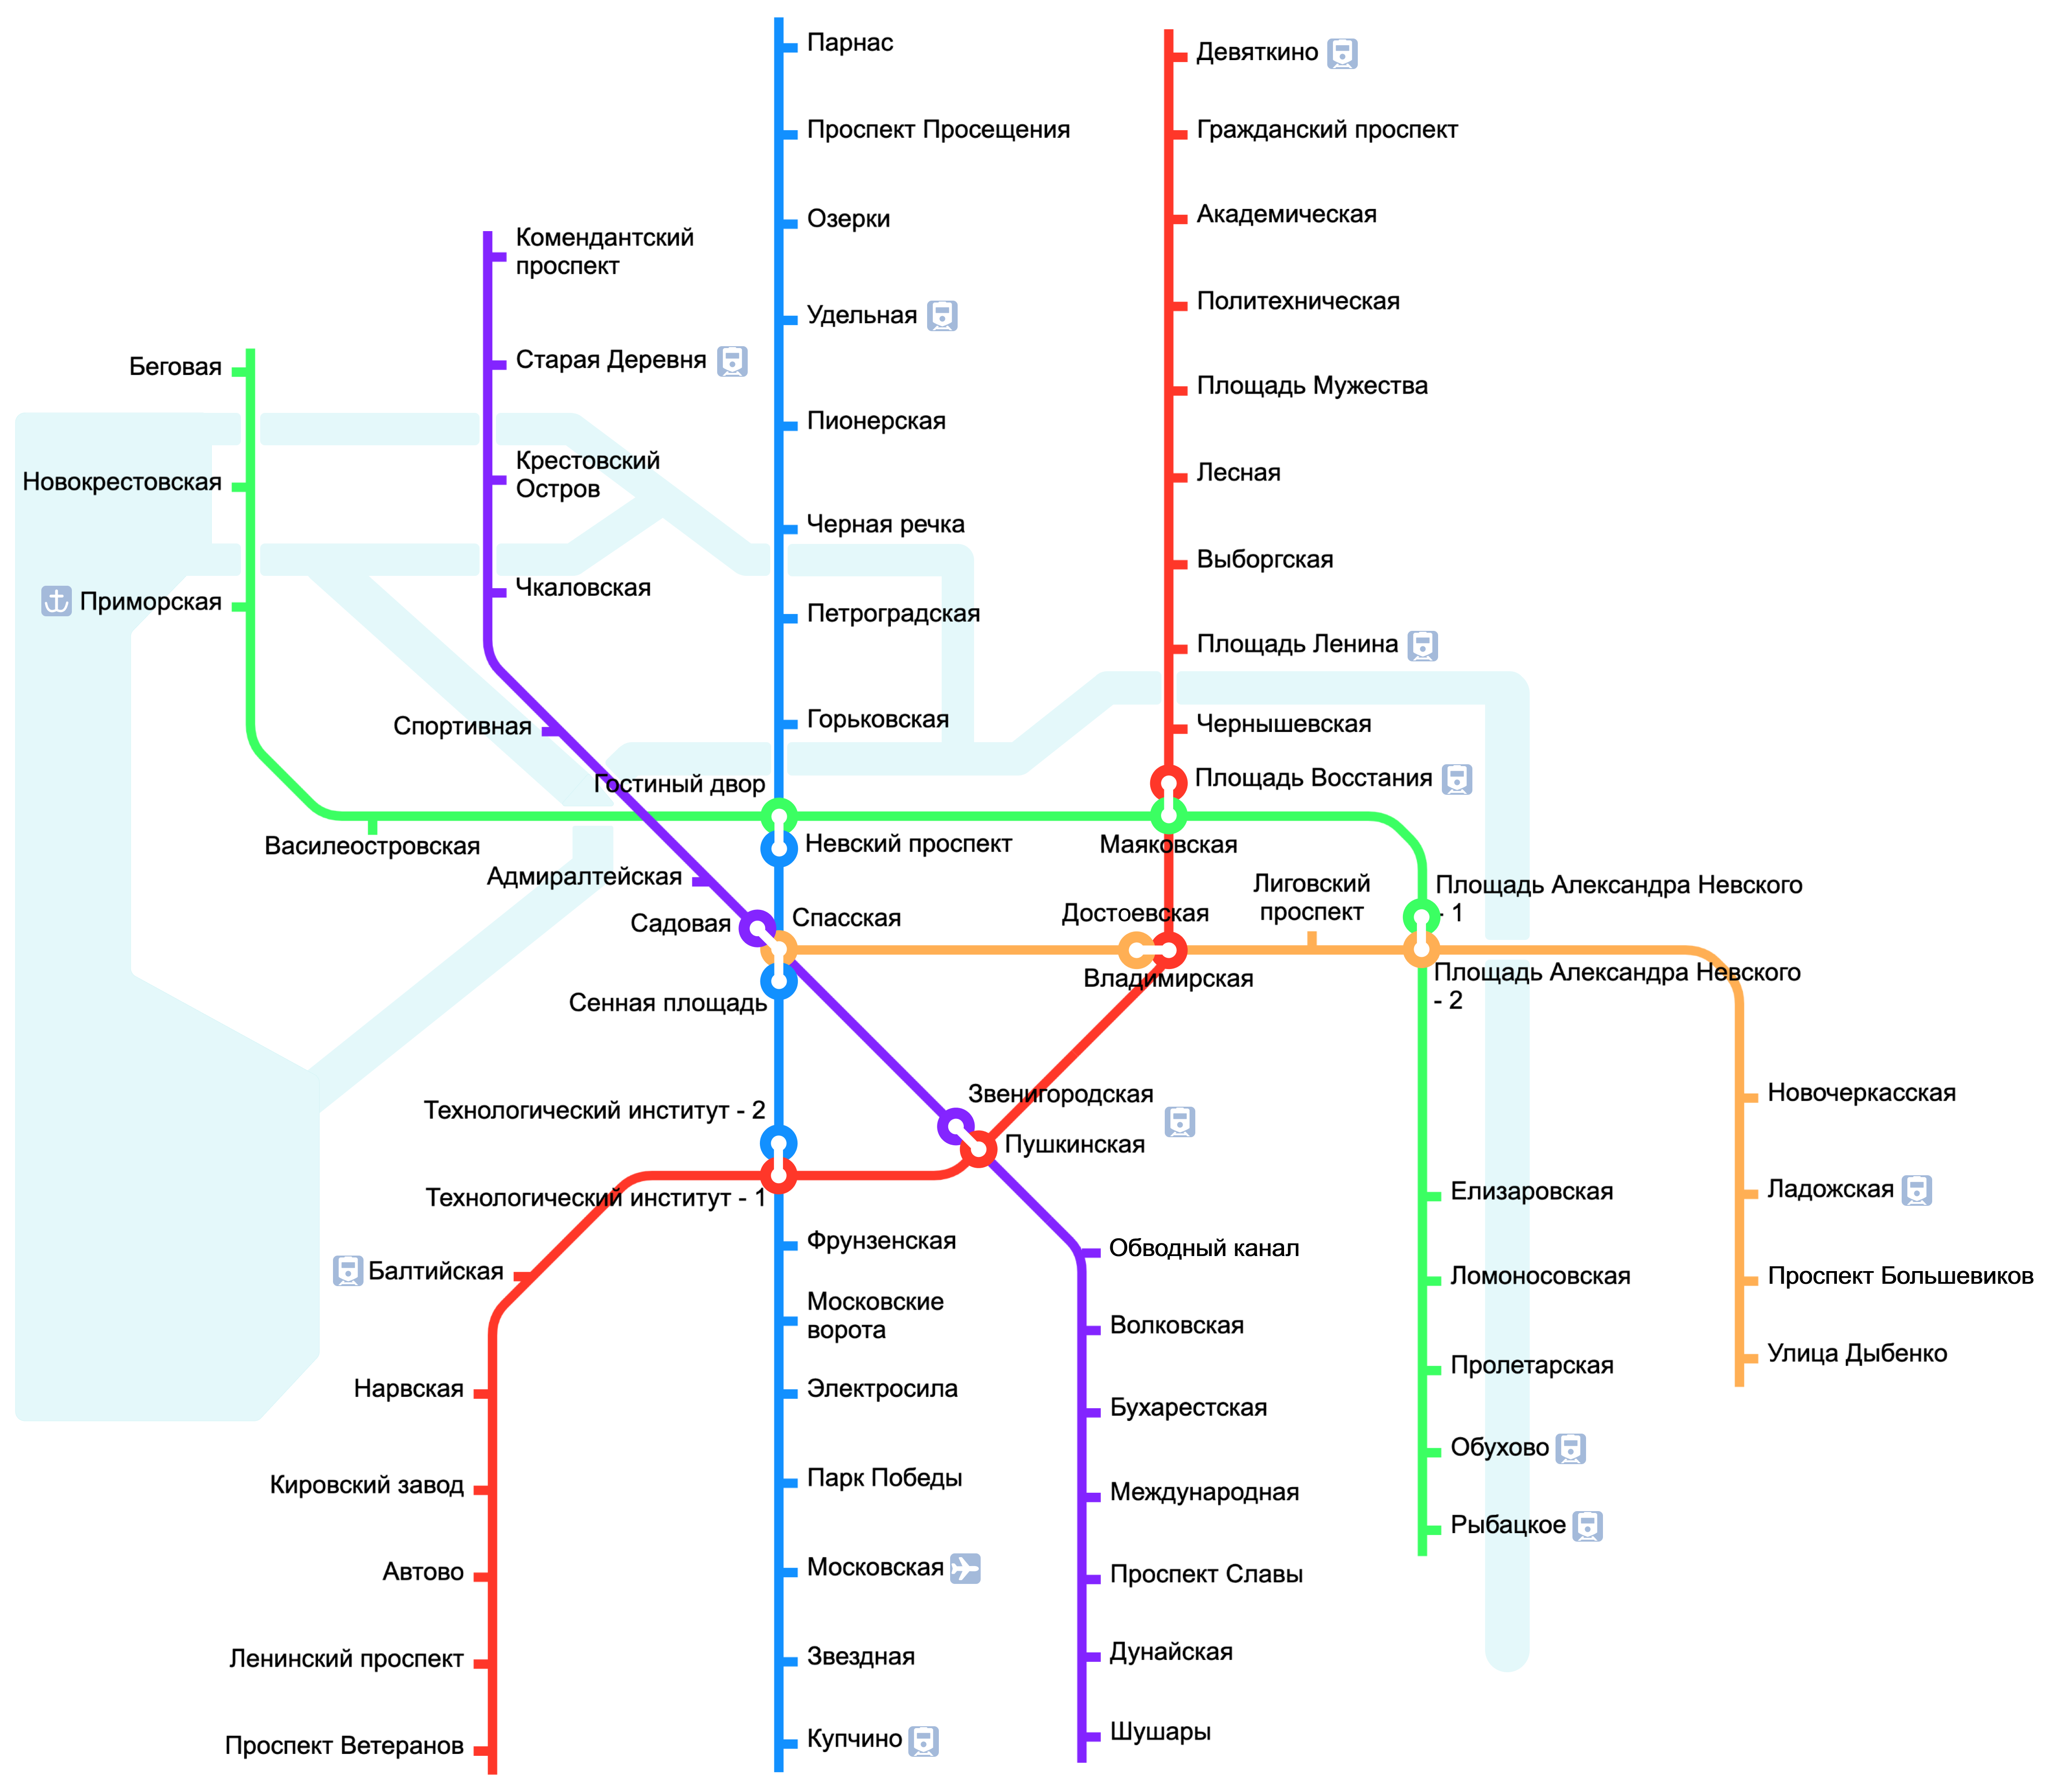 Парнас
Проспект Просещения
Озерки
Удельная
Пионерская
Черная речка
Петроградская
Горьковская
Невский проспект
Сенная площадь
Технологический институт - 2
Фрунзенская
Московские
ворота
Электросила
Парк Победы
Московская
Звездная
Купчино
Девяткино
Гражданский проспект
Академическая
Политехническая
Площадь Мужества
Лесная
Выборгская
Площадь Ленина
Чернышевская
Площадь Восстания
Владимирская
Пушкинская
Технологический институт - 1
Балтийская
Нарвская
Кировский завод
Автово
Ленинский проспект
Проспект Ветеранов
Комендантский
проспект
Старая Деревня
Крестовский
Остров
Чкаловская
Спортивная
Адмиралтейская
Садовая
Звенигородская
Обводный канал
Волковская
Бухарестская
Международная
Проспект Славы
Дунайская
Шушары
Беговая
Новокрестовская
Приморская
Василеостровская
Гостиный двор
Маяковская
Площадь Александра Невского
- 1
Елизаровская
Ломоносовская
Пролетарская
Обухово
Рыбацкое
Спасская
Достоевская
Лиговский
проспект
Площадь Александра Невского
- 2
Новочеркасская
Ладожская
Проспект Большевиков
Улица Дыбенко